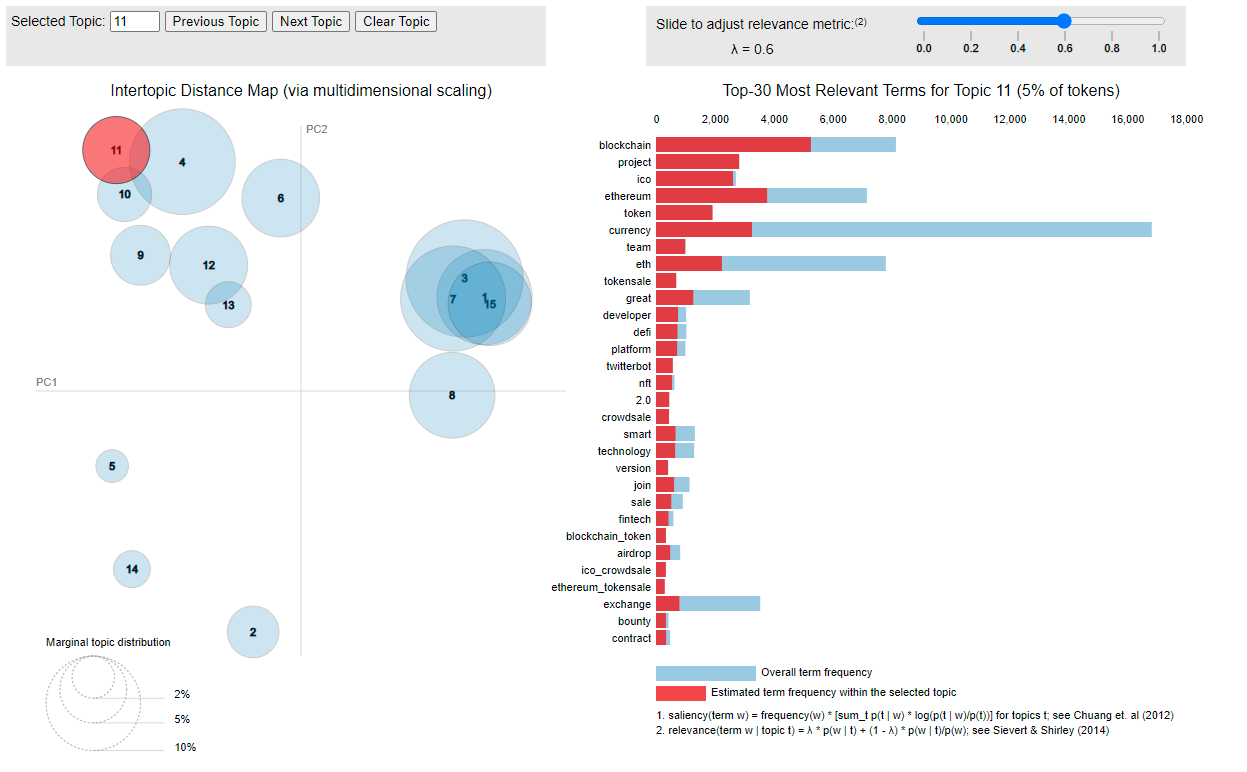 Selected Topic: 11 Previous Topic Next Topic Clear Topic
Slide to adjust relevance metric:(2)
λ = 0.6
0.0 0.2 0.4 0.6 0.8 1.0
Intertopic Distance Map (via multidimensional scaling)
PC2
11
4
10
6
9
12
13
3
7
1
15
PC1
8
5
14
2
Marginal topic distribution
2%
5%
10%
Top-30 Most Relevant Terms for Topic 11 (5% of tokens)
0 2,000 4,000 6,000 8,000 10,000 12,000 14,000 16,000 18,000
blockchain
project
ico
ethereum
token
currency
team
eth
tokensale
great
developer
defi
platform
twitterbot
nft
2.0
crowdsale
smart
technology
version
join
sale
fintech
blockchain_token
airdrop
ico_crowdsale
ethereum_tokensale
exchange
bounty
contract
Overall term frequency
Estimated term frequency within the selected topic
1. saliency(term w) = frequency(w) * [sum_t p(t | w) * log(p(t | w)/p(t))] for topics t; see Chuang et. al (2012)
2. relevance(term w | topic t) = λ * p(w | t) + (1 - λ) * p(w | t)/p(w); see Sievert & Shirley (2014)